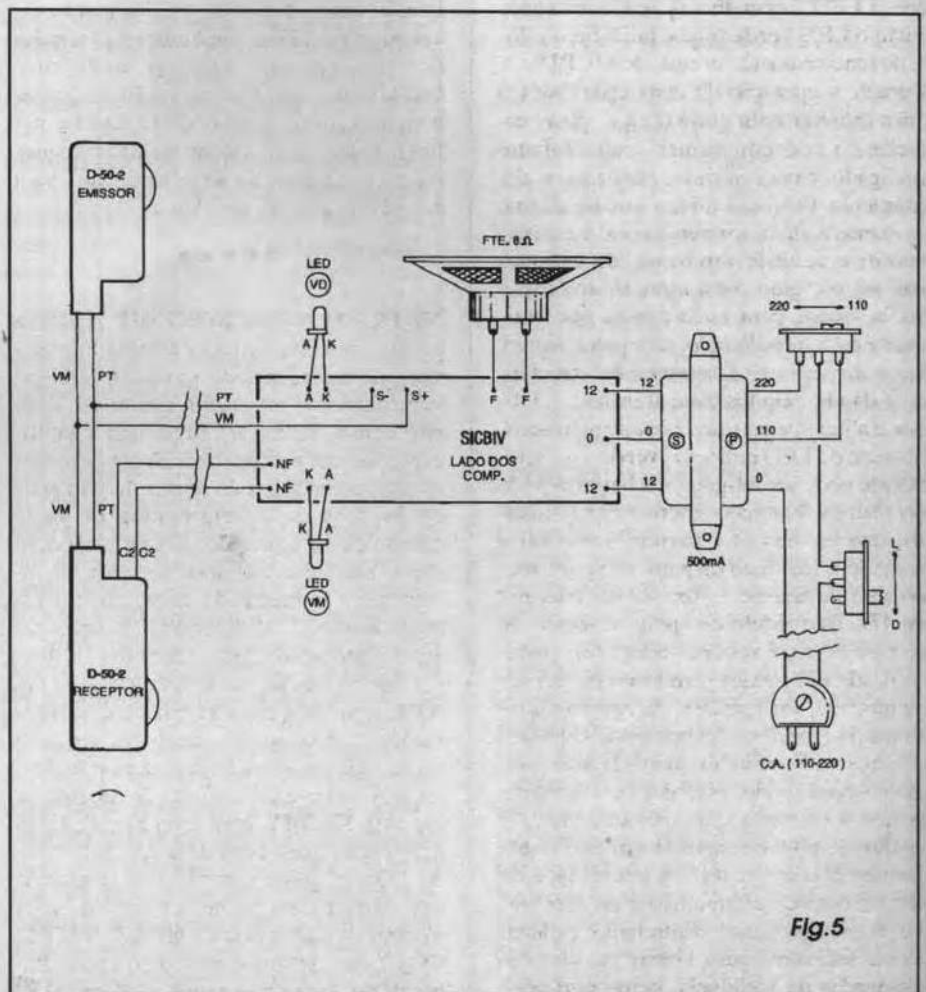 D-50-2
EMISSOR
VM
PT
LED
VD
A
K
A
K
FTE. 8Ω
F
F
PT
VM
S-
S+
SICBIV
LADO DOS
COMP.
NF
NF
K
A
K
A
LED
VM
VM
PT
C2
C2
D-50-2
RECEPTOR
12
0
12
12
0
12
S
P
220
110
0
500mA
220
110
L
D
C.A. (110-220)
Fig.5